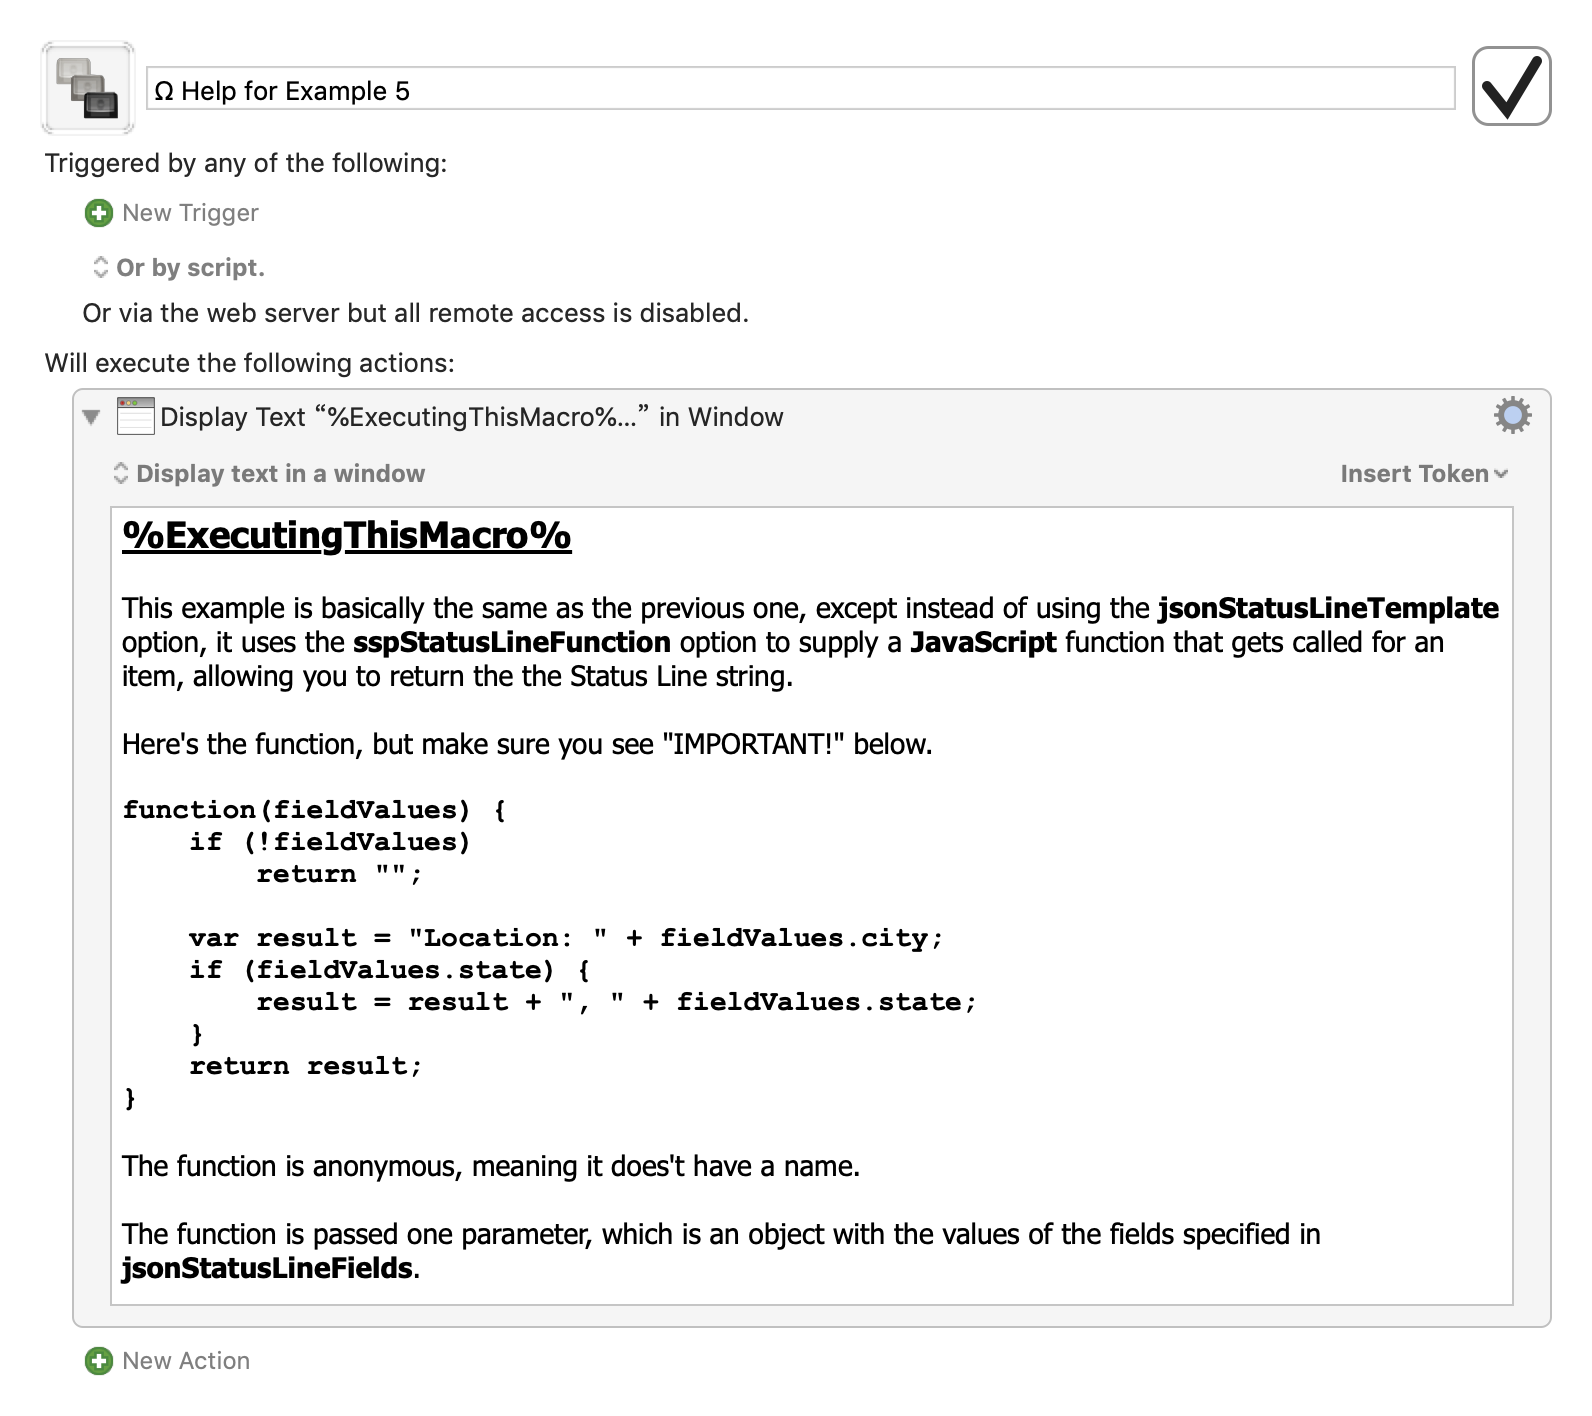 Ω Help for Example 5
Triggered by any of the following:
New Trigger
Or by script.
Or via the web server but all remote access is disabled.
Will execute the following actions:
Display Text “%ExecutingThisMacro%...” in Window
Display text in a window
Insert Token
%ExecutingThisMacro%
This example is basically the same as the previous one, except instead of using the jsonStatusLineTemplate
option, it uses the sspStatusLineFunction option to supply a JavaScript function that gets called for an
item, allowing you to return the the Status Line string.
Here's the function, but make sure you see "IMPORTANT!" below.
function(fieldValues) {
    if (!fieldValues)
        return "";
    var result = "Location: " + fieldValues.city;
    if (fieldValues.state) {
        result = result + ", " + fieldValues.state;
    }
    return result;
}
The function is anonymous, meaning it does't have a name.
The function is passed one parameter, which is an object with the values of the fields specified in
jsonStatusLineFields.
New Action